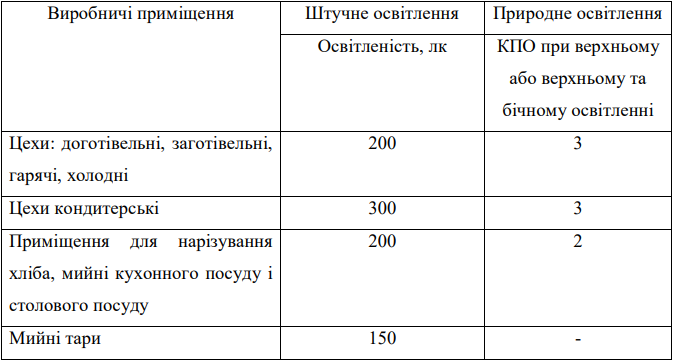 Виробничі приміщення
Штучне освітлення
Природне освітлення
Освітленість, лк
КПО при верхньому
або верхньому та
бічному освітленні
Цехи: доготівельні, заготівельні,
гарячі, холодні
200
3
Цехи кондитерські
300
3
Приміщення для нарізування
хліба, мийні кухонного посуду і
столового посуду
200
2
Мийні тари
150
-